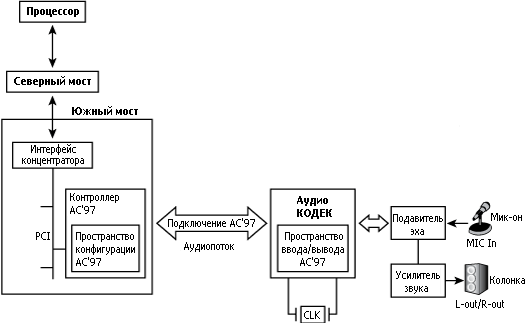 Процессор
Северный мост
Южный мост
Интерфейс
концентратора
PCI
Контроллер
AC'97
Пространство
конфигурации
AC'97
Подключение AC'97
Аудиопоток
Аудио
КОДЕК
Пространство
ввода/вывода
AC'97
CLK
Подавитель
эха
Мик-он
MIC In
Усилитель
звука
Колонка
L-out/R-out